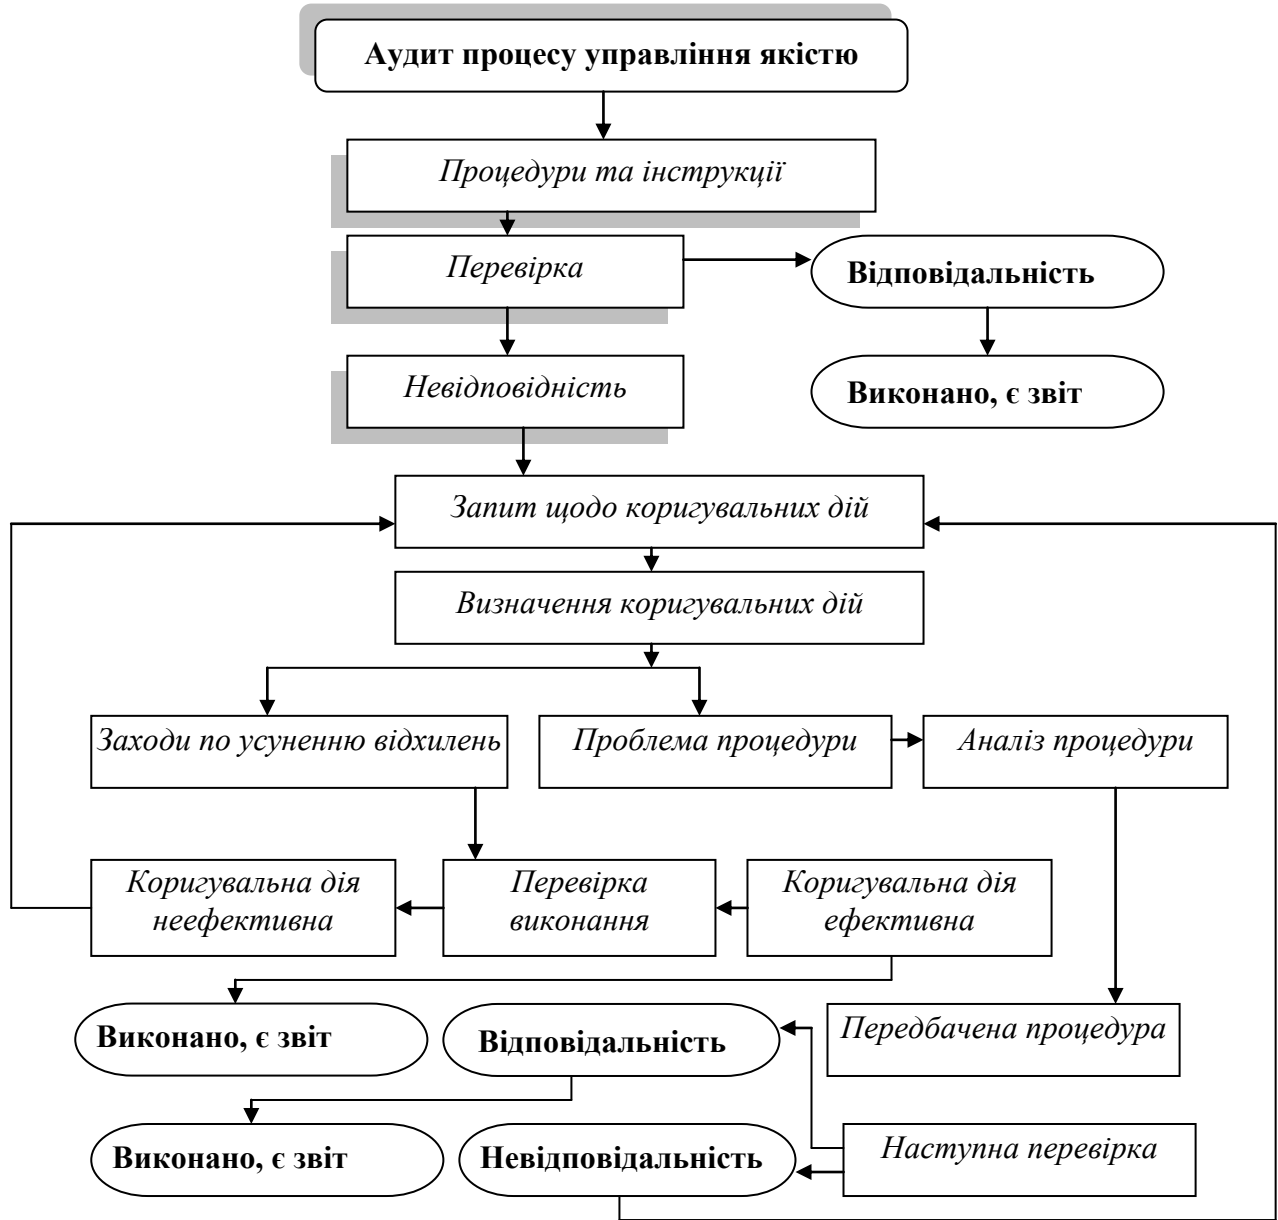 Аудит процесу управління якістю
Процедури та інструкції
Перевірка
Відповідальність
Невідповідність
Виконано, є звіт
Запит щодо коригувальних дій
Визначення коригувальних дій
Заходи по усуненню відхилень
Проблема процедури
Аналіз процедури
Коригувальна дія
неефективна
Перевірка
виконання
Коригувальна дія
ефективна
Виконано, є звіт
Відповідальність
Передбачена процедура
Виконано, є звіт
Невідповідальність
Наступна перевірка